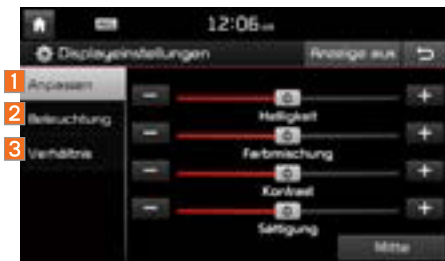 12:06
Displayeinstellungen
Anzeige aus
1 Anpassen
2 Beleuchtung
3 Verhältnis
Helligkeit
Farbmischung
Kontrast
Sättigung
Mitte